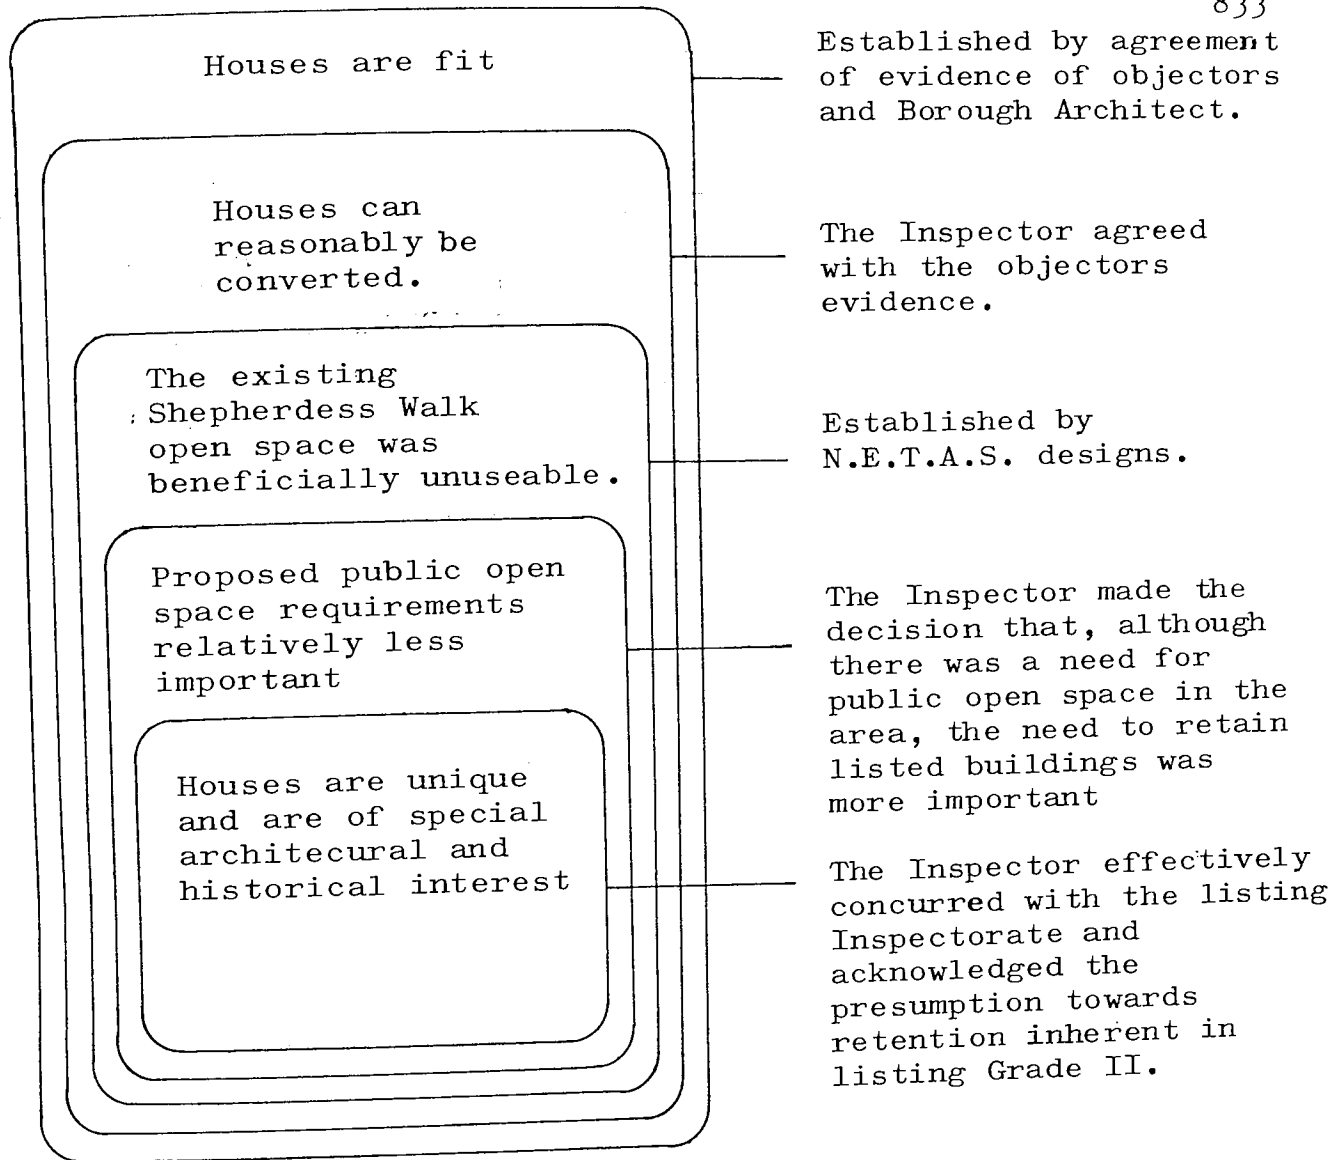 833
Houses are fit
Established by agreement
of evidence of objectors
and Borough Architect.
Houses can
reasonably be
converted.
The Inspector agreed
with the objectors
evidence.
The existing
Shepherdess Walk
open space was
beneficially unuseable.
Established by
N.E.T.A.S. designs.
Proposed public open
space requirements
relatively less
important
The Inspector made the
decision that, although
there was a need for
public open space in the
area, the need to retain
listed buildings was
more important
Houses are unique
and are of special
architecural and
historical interest
The Inspector effectively
concurred with the listing
Inspectorate and
acknowledged the
presumption towards
retention inherent in
listing Grade II.